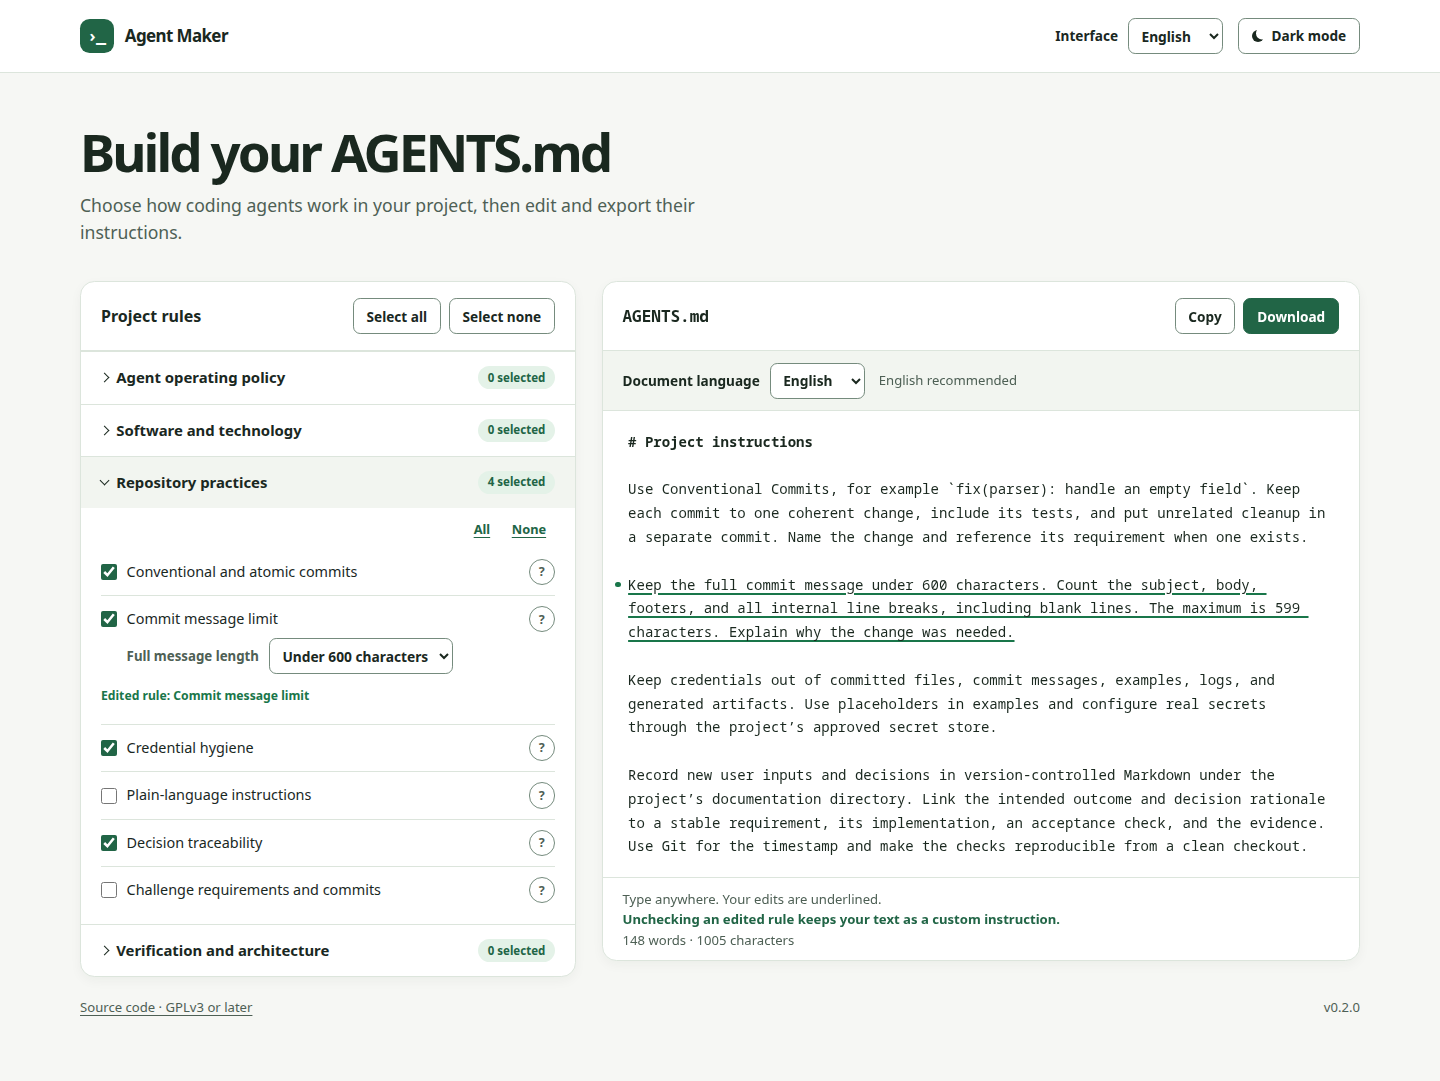 ›_ Agent Maker
Interface English Dark mode
Build your AGENTS.md
Choose how coding agents work in your project, then edit and export their
instructions.
Project rules Select all Select none
Agent operating policy 0 selected
Software and technology 0 selected
Repository practices 4 selected
All None
Conventional and atomic commits ?
Commit message limit ?
Full message length Under 600 characters
Edited rule: Commit message limit
Credential hygiene ?
Plain-language instructions ?
Decision traceability ?
Challenge requirements and commits ?
Verification and architecture 0 selected
AGENTS.md Copy Download
Document language English English recommended
# Project instructions
Use Conventional Commits, for example `fix(parser): handle an empty field`. Keep
each commit to one coherent change, include its tests, and put unrelated cleanup in
a separate commit. Name the change and reference its requirement when one exists.
Keep the full commit message under 600 characters. Count the subject, body,
footers, and all internal line breaks, including blank lines. The maximum is 599
characters. Explain why the change was needed.
Keep credentials out of committed files, commit messages, examples, logs, and
generated artifacts. Use placeholders in examples and configure real secrets
through the project’s approved secret store.
Record new user inputs and decisions in version-controlled Markdown under the
project’s documentation directory. Link the intended outcome and decision rationale
to a stable requirement, its implementation, an acceptance check, and the evidence.
Use Git for the timestamp and make the checks reproducible from a clean checkout.
Type anywhere. Your edits are underlined.
Unchecking an edited rule keeps your text as a custom instruction.
148 words · 1005 characters
Source code · GPLv3 or later v0.2.0